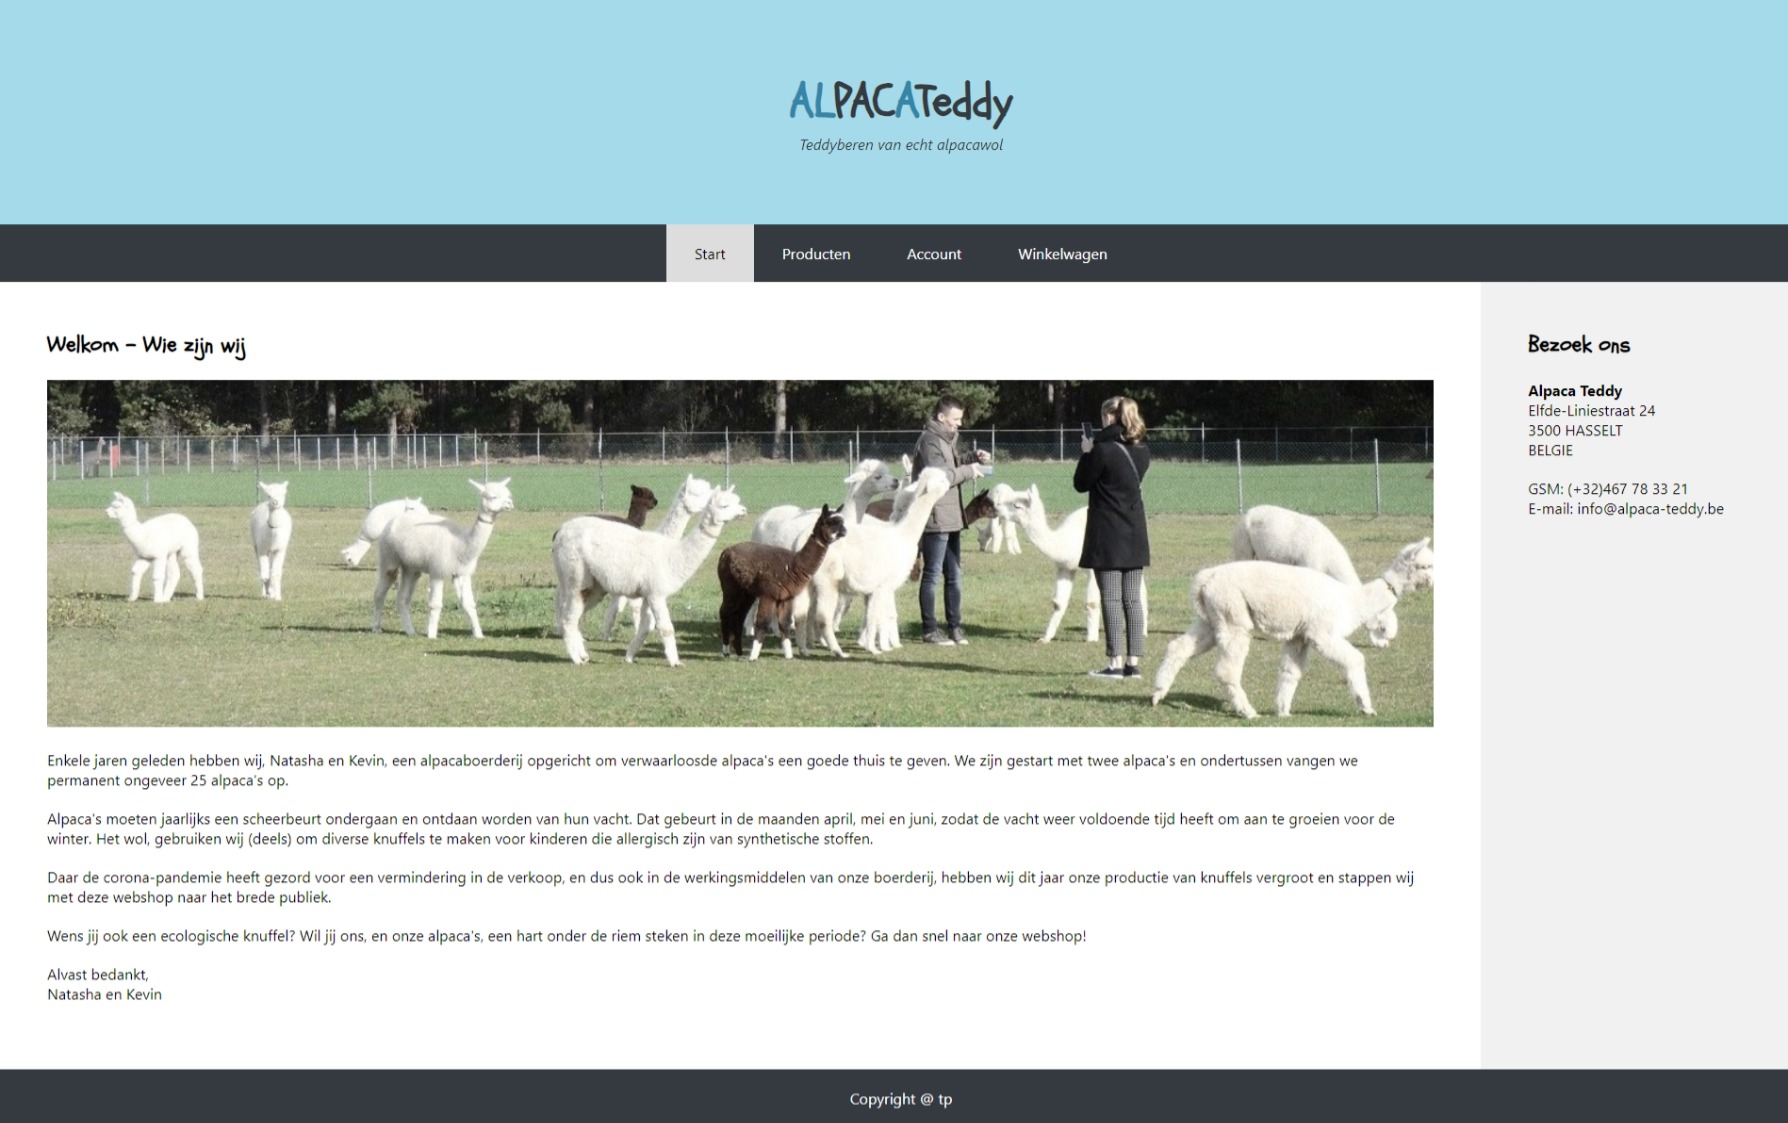 ALPACATeddy
Teddyberen van echt alpacawol
Start
Producten
Account
Winkelwagen
Welkom - Wie zijn wij
Enkele jaren geleden hebben wij, Natasha en Kevin, een alpacaboerderij opgericht om verwaarloosde alpaca's een goede thuis te geven. We zijn gestart met twee alpaca's en ondertussen vangen we
permanent ongeveer 25 alpaca's op.
Alpaca's moeten jaarlijks een scheerbeurt ondergaan en ontdaan worden van hun vacht. Dat gebeurt in de maanden april, mei en juni, zodat de vacht weer voldoende tijd heeft om aan te groeien voor de
winter. Het wol, gebruiken wij (deels) om diverse knuffels te maken voor kinderen die allergisch zijn van synthetische stoffen.
Daar de corona-pandemie heeft gezord voor een vermindering in de verkoop, en dus ook in de werkingsmiddelen van onze boerderij, hebben wij dit jaar onze productie van knuffels vergroot en stappen wij
met deze webshop naar het brede publiek.
Wens jij ook een ecologische knuffel? Wil jij ons, en onze alpaca's, een hart onder de riem steken in deze moeilijke periode? Ga dan snel naar onze webshop!
Alvast bedankt,
Natasha en Kevin
Bezoek ons
Alpaca Teddy
Elfde-Liniestraat 24
3500 HASSELT
BELGIE
GSM: (+32)467 78 33 21
E-mail: info@alpaca-teddy.be
Copyright @ tp